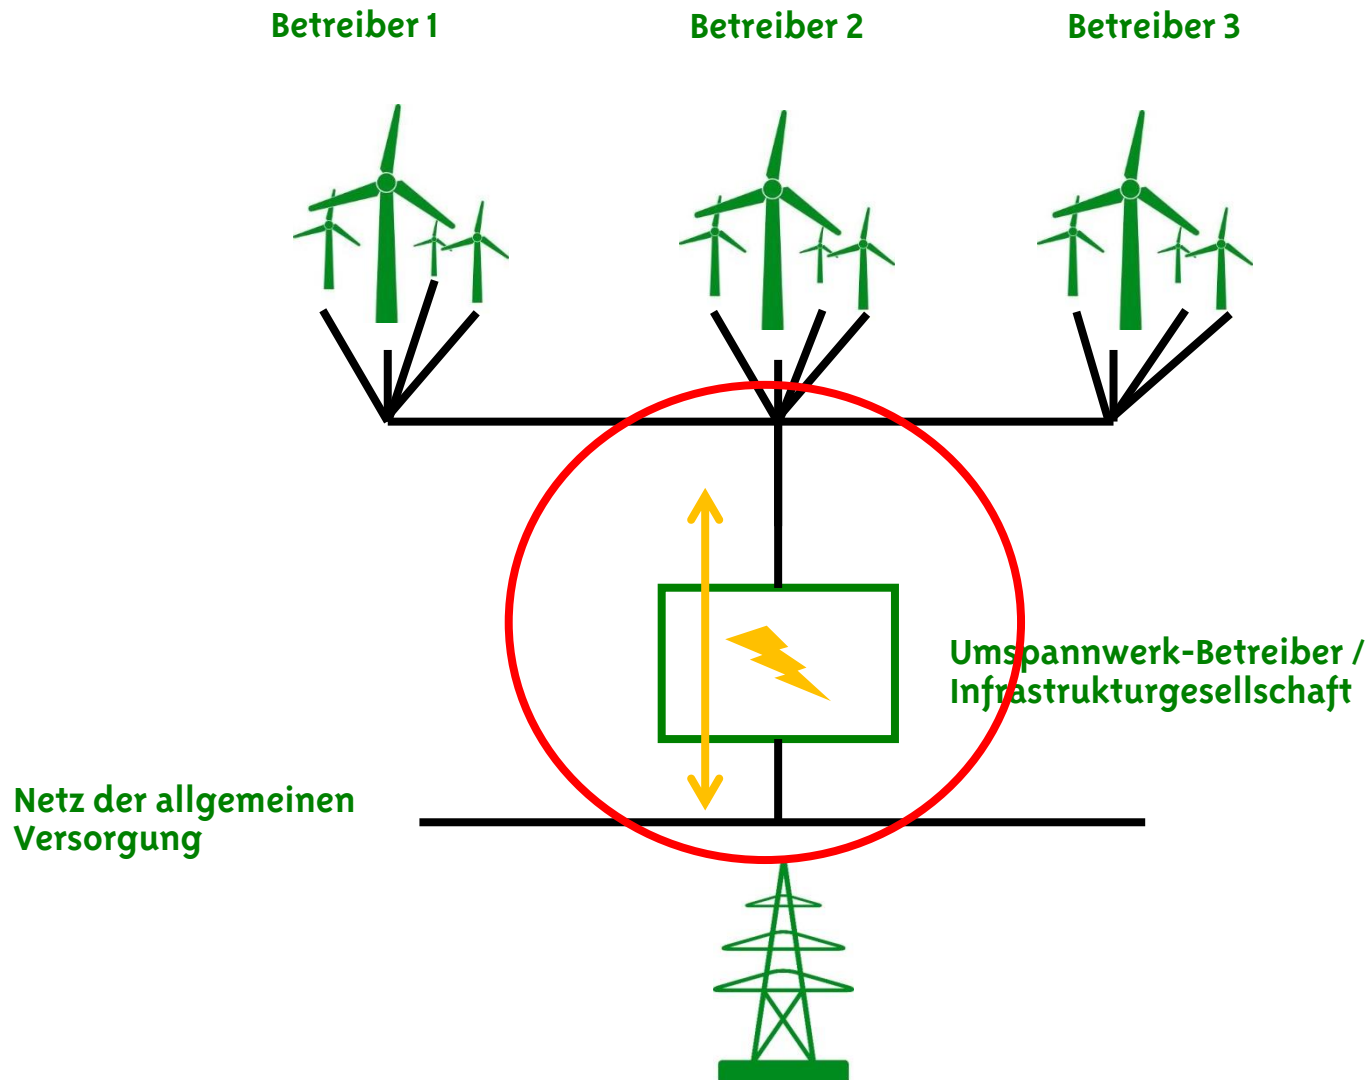 Betreiber 1
Betreiber 2
Betreiber 3
Umspannwerk-Betreiber /
Infrastrukturgesellschaft
Netz der allgemeinen
Versorgung